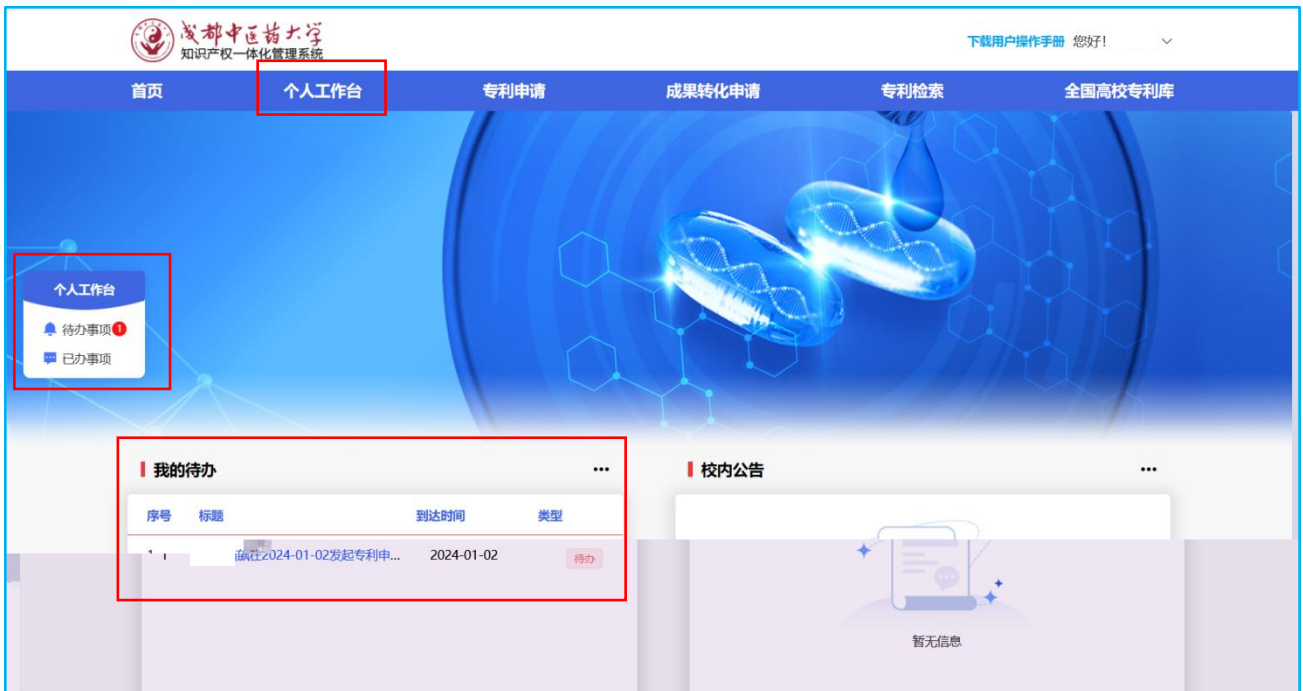 成都中医药大学
知识产权一体化管理系统
下载用户操作手册 您好!
首页 个人工作台 专利申请 成果转化申请 专利检索 全国高校专利库
个人工作台
待办事项 1
已办事项
我的待办 •••
校内公告 •••
序号 标题 到达时间 类型
1 在2024-01-02发起专利申... 2024-01-02 待办
暂无信息